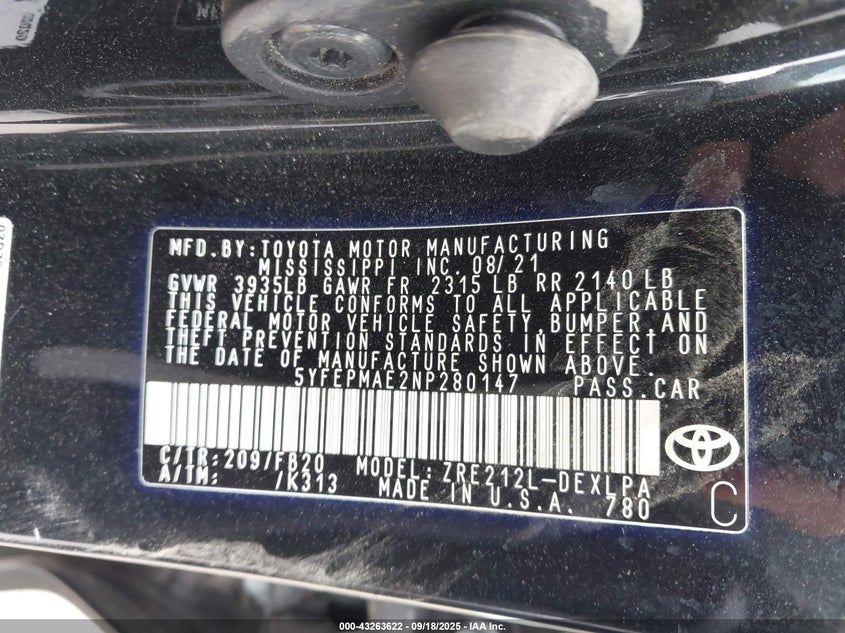 MFD.BY:TOYOTA MOTOR MANUFACTURING
MISSISSIPPI INC. 08/21
GVWR 3935LB GAWR FR 2315 LB RR 2140 LB
THIS VEHICLE CONFORMS TO ALL APPLICABLE
FEDERAL MOTOR VEHICLE SAFETY, BUMPER, AND
THEFT PREVENTION STANDARDS IN EFFECT ON
THE DATE OF MANUFACTURE SHOWN ABOVE.
5YFEPMAE2NP280147 PASS.CAR
C/TR:209/FB20 MODEL: ZRE212L-DEXLPA
A/TM: /K313 MADE IN U.S.A. 780
C
000-43263622 - 09/18/2025 - IAA Inc.